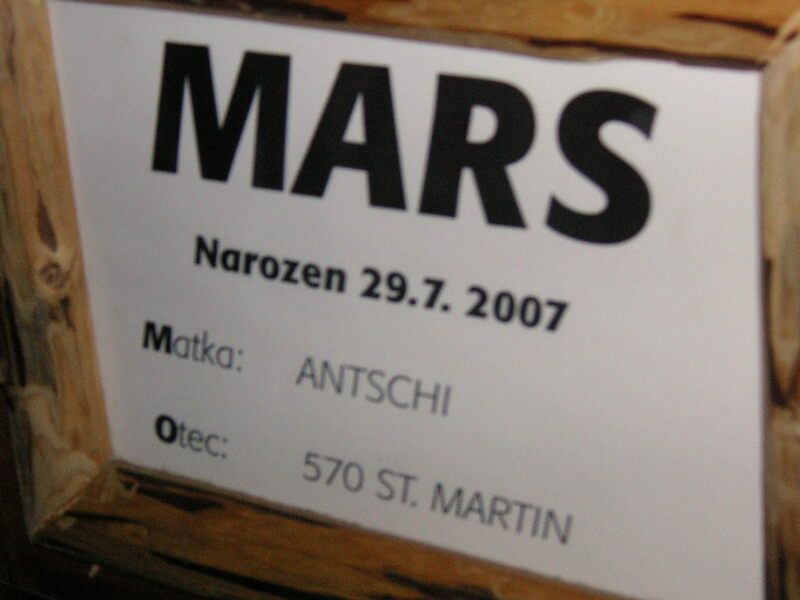 MARS
Narozen 29.7. 2007
Matka: ANTSCHI
Otec: 570 ST. MARTIN